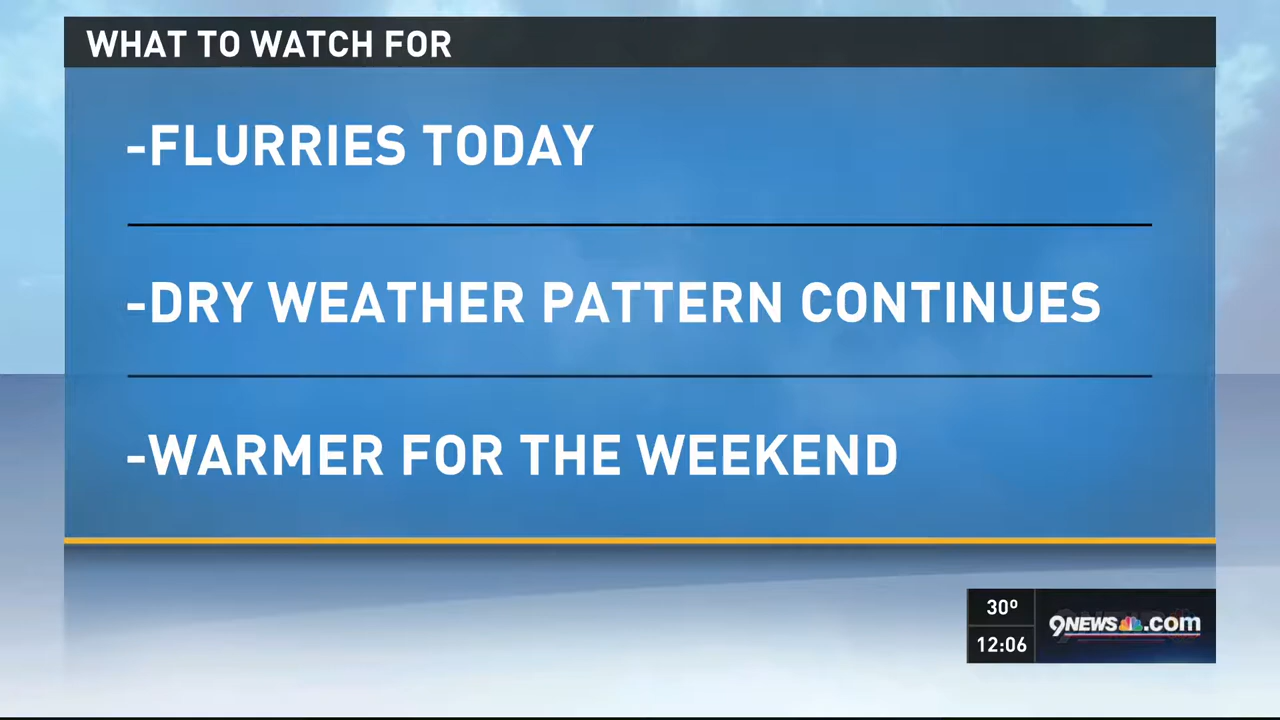 WHAT TO WATCH FOR
-FLURRIES TODAY
-DRY WEATHER PATTERN CONTINUES
-WARMER FOR THE WEEKEND
30º
9NEWS.com
12:06